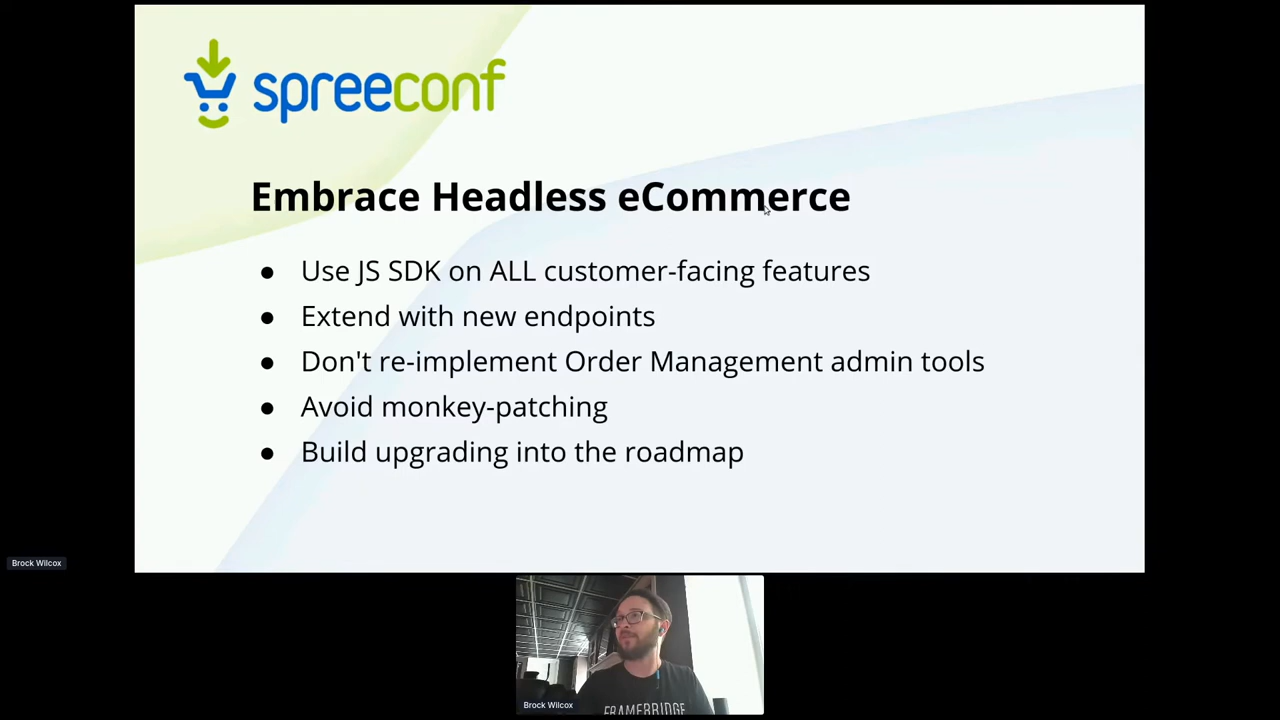 spreeconf
Embrace Headless eCommerce
● Use JS SDK on ALL customer-facing features
● Extend with new endpoints
● Don't re-implement Order Management admin tools
● Avoid monkey-patching
● Build upgrading into the roadmap
Brock Wilcox
FRAMEBRIDGE
Brock Wilcox